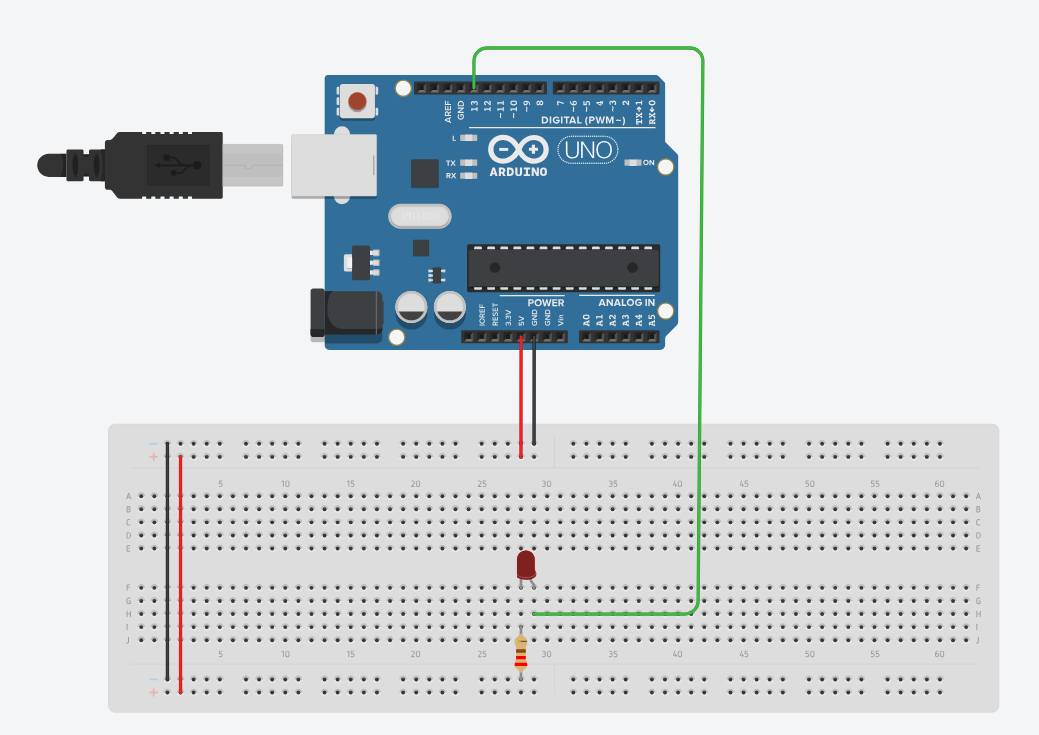 AREF
GND
13
12
~11
~10
~9
8
7
~6
~5
4
~3
2
TX→1
RX←0
DIGITAL (PWM~)
L
TX
RX
UNO
ARDUINO
ON
IOREF
RESET
3.3V
5V
GND
GND
Vin
POWER
ANALOG IN
A0
A1
A2
A3
A4
A5
−
+
5 10 15 20 25 30 35 40 45 50 55 60
A A
B B
C C
D D
E E
F F
G G
H H
I I
J J
5 10 15 20 25 30 35 40 45 50 55 60
−
+